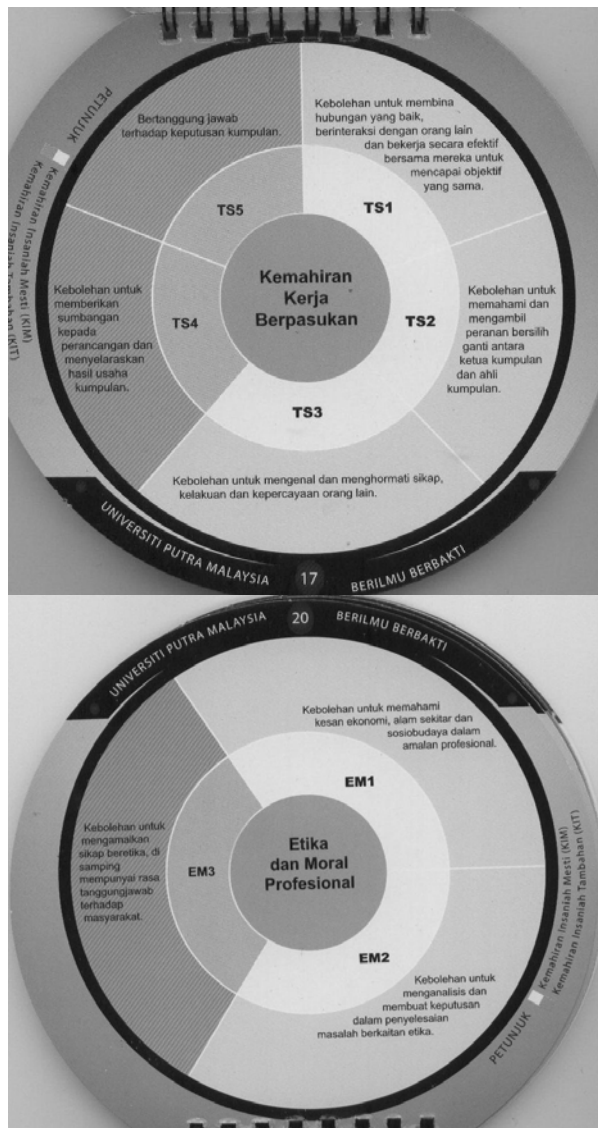 PETUNJUK
Kemahiran Insaniah Mesti (KIM)
Kemahiran Insaniah Tambahan (KIT)
Bertanggung jawab
terhadap keputusan kumpulan.
Kebolehan untuk membina
hubungan yang baik,
berinteraksi dengan orang lain
dan bekerja secara efektif
bersama mereka untuk
mencapai objektif
yang sama.
TS5
TS1
Kemahiran
Kerja
Berpasukan
Kebolehan untuk
memberikan
sumbangan
kepada
perancangan dan
menyelaraskan
hasil usaha
kumpulan.
TS4
TS2
Kebolehan untuk
memahami dan
mengambil
peranan bersilih
ganti antara
ketua kumpulan
dan ahli
kumpulan.
TS3
Kebolehan untuk mengenal dan menghormati sikap,
kelakuan dan kepercayaan orang lain.
UNIVERSITI PUTRA MALAYSIA 17 BERILMU BERBAKTI
UNIVERSITI PUTRA MALAYSIA 20 BERILMU BERBAKTI
Kebolehan untuk memahami
kesan ekonomi, alam sekitar dan
sosiobudaya dalam
amalan profesional.
EM1
Etika
dan Moral
Profesional
Kebolehan untuk
mengamalkan
sikap beretika, di
samping
mempunyai rasa
tanggungjawab
terhadap
masyarakat.
EM3
EM2
Kebolehan untuk
menganalisis dan
membuat keputusan
dalam penyelesaian
masalah berkaitan etika.
PETUNJUK
Kemahiran Insaniah Mesti (KIM)
Kemahiran Insaniah Tambahan (KIT)